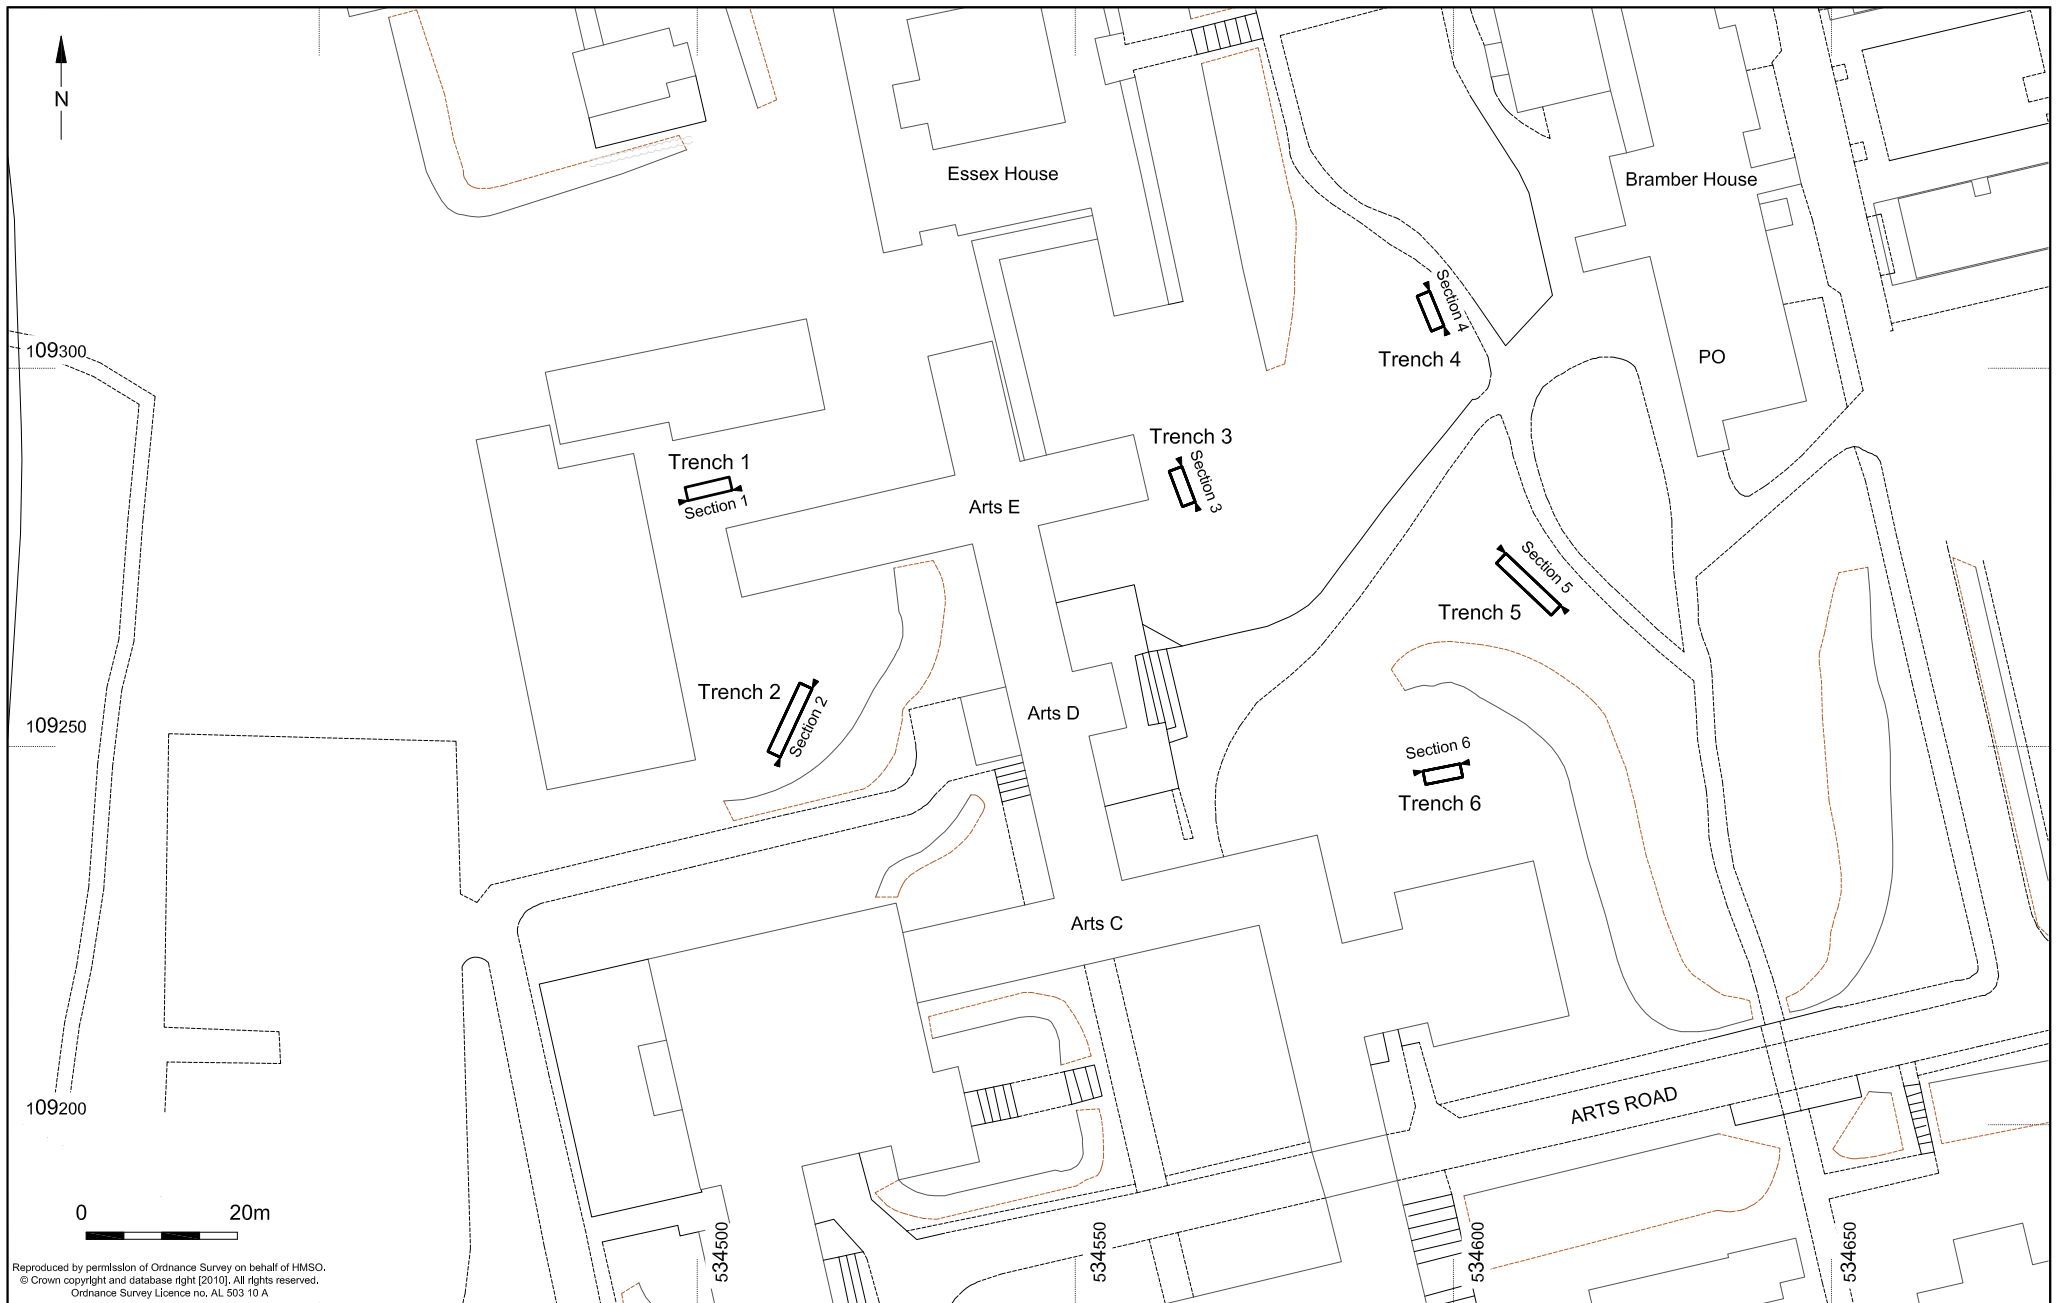 N
Essex House
Bramber House
Section 4
109300
Trench 4
PO
Trench 3
Section 3
Trench 1
Section 1
Arts E
Section 5
Trench 5
Trench 2
Section 2
Arts D
109250
Section 6
Trench 6
Arts C
109200
ARTS ROAD
0 20m
534500
534550
534600
534650
Reproduced by permission of Ordnance Survey on behalf of HMSO.
© Crown copyright and database right [2010]. All rights reserved.
Ordnance Survey Licence no. AL 503 10 A